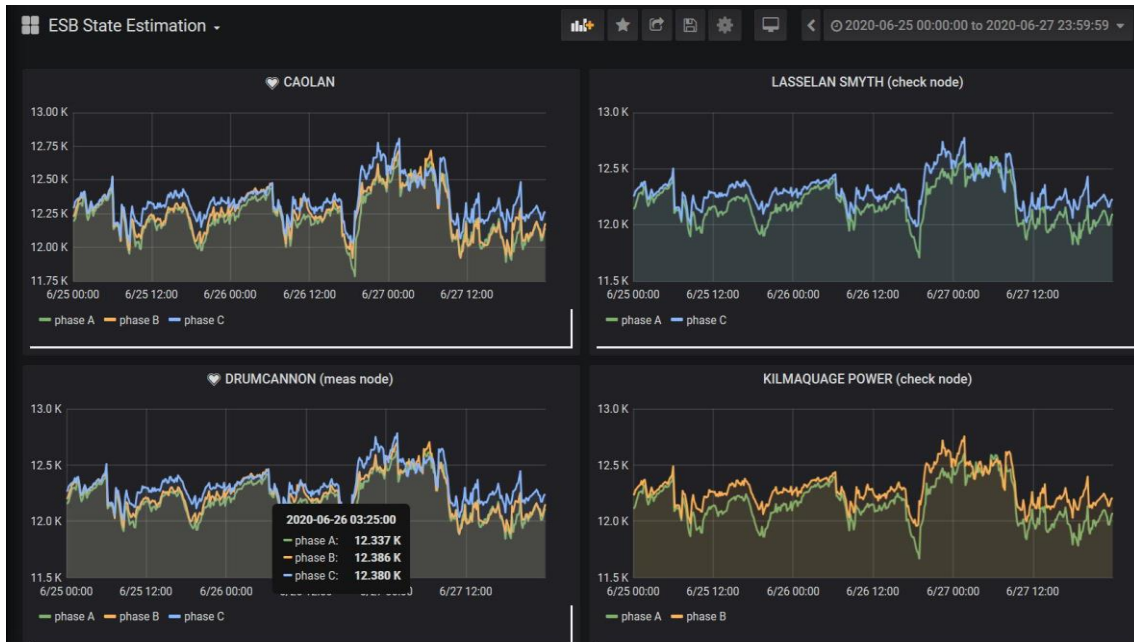 ESB State Estimation
2020-06-25 00:00:00 to 2020-06-27 23:59:59
CAOLAN
13.00 K
12.75 K
12.50 K
12.25 K
12.00 K
11.75 K
6/25 00:00 6/25 12:00 6/26 00:00 6/26 12:00 6/27 00:00 6/27 12:00
phase A phase B phase C
LASSELAN SMYTH (check node)
13.0 K
12.5 K
12.0 K
11.5 K
6/25 00:00 6/25 12:00 6/26 00:00 6/26 12:00 6/27 00:00 6/27 12:00
phase A phase C
DRUMCANNON (meas node)
13.0 K
12.5 K
12.0 K
11.5 K
2020-06-26 03:25:00
phase A: 12.337 K
phase B: 12.386 K
phase C: 12.380 K
6/25 00:00 6/25 12:00 6/26 00:00 6/27 12:00
phase A phase B phase C
KILMAQUAGE POWER (check node)
13.0 K
12.5 K
12.0 K
11.5 K
6/25 00:00 6/25 12:00 6/26 00:00 6/26 12:00 6/27 00:00 6/27 12:00
phase A phase B